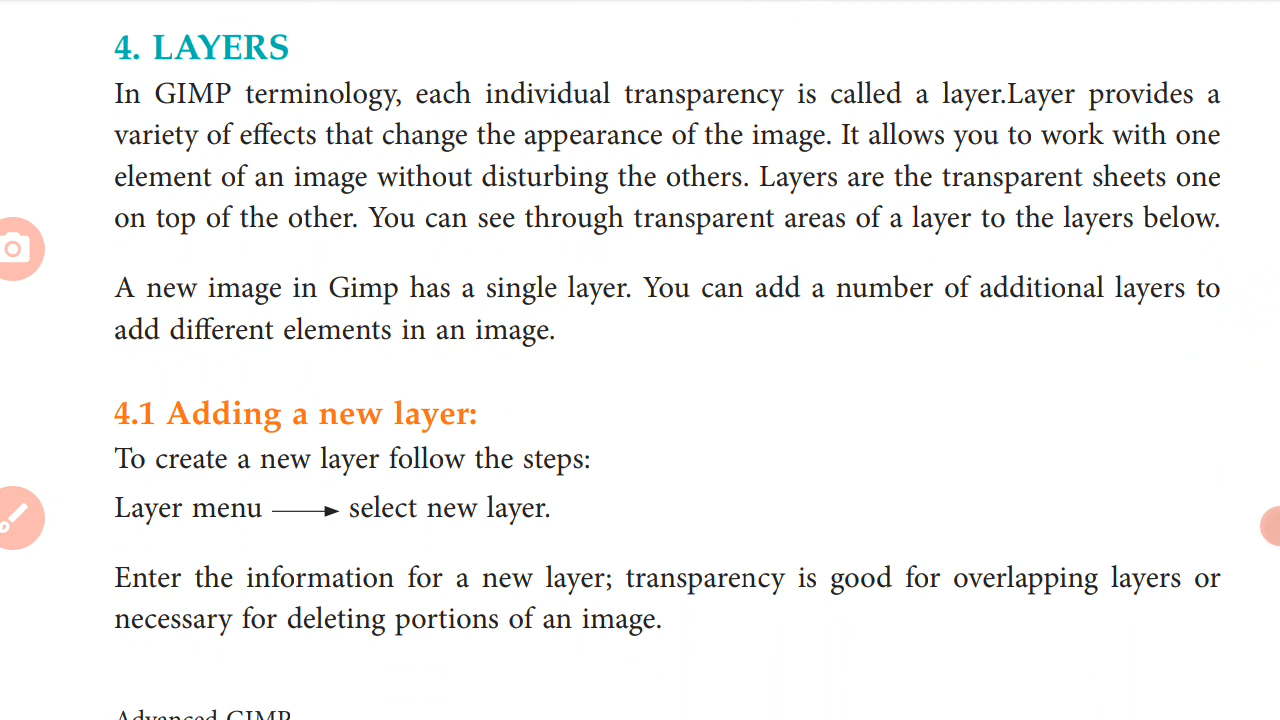 4. LAYERS
In GIMP terminology, each individual transparency is called a layer.Layer provides a
variety of effects that change the appearance of the image. It allows you to work with one
element of an image without disturbing the others. Layers are the transparent sheets one
on top of the other. You can see through transparent areas of a layer to the layers below.
A new image in Gimp has a single layer. You can add a number of additional layers to
add different elements in an image.
4.1 Adding a new layer:
To create a new layer follow the steps:
Layer menu ⟶ select new layer.
Enter the information for a new layer; transparency is good for overlapping layers or
necessary for deleting portions of an image.
Advanced GIMP